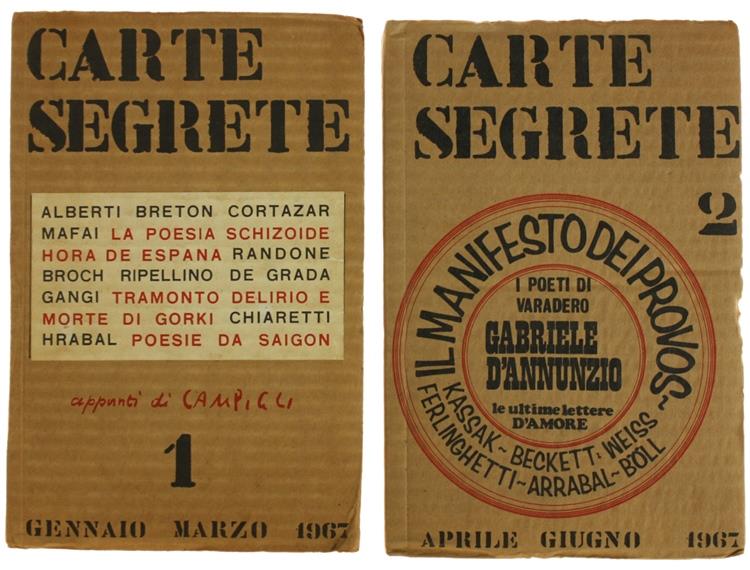 CARTE
SEGRETE
ALBERTI BRETON CORTAZAR
MAFAI LA POESIA SCHIZOIDE
HORA DE ESPANA RANDONE
BROCH RIPELLINO DE GRADA
GANGI TRAMONTO DELIRIO E
MORTE DI GORKI CHIARETTI
HRABAL POESIE DA SAIGON
appunti di CAMPIGLI
1
GENNAIO MARZO 1967
CARTE
SEGRETE
2
IL MANIFESTO DEI PROVOS~
I POETI DI
VARADERO
GABRIELE
D'ANNUNZIO
le ultime lettere
D'AMORE
KASSAK~BECKETT: WEISS
FERLINGHETTI~ARRABAL~BÖLL
APRILE GIUGNO 1967